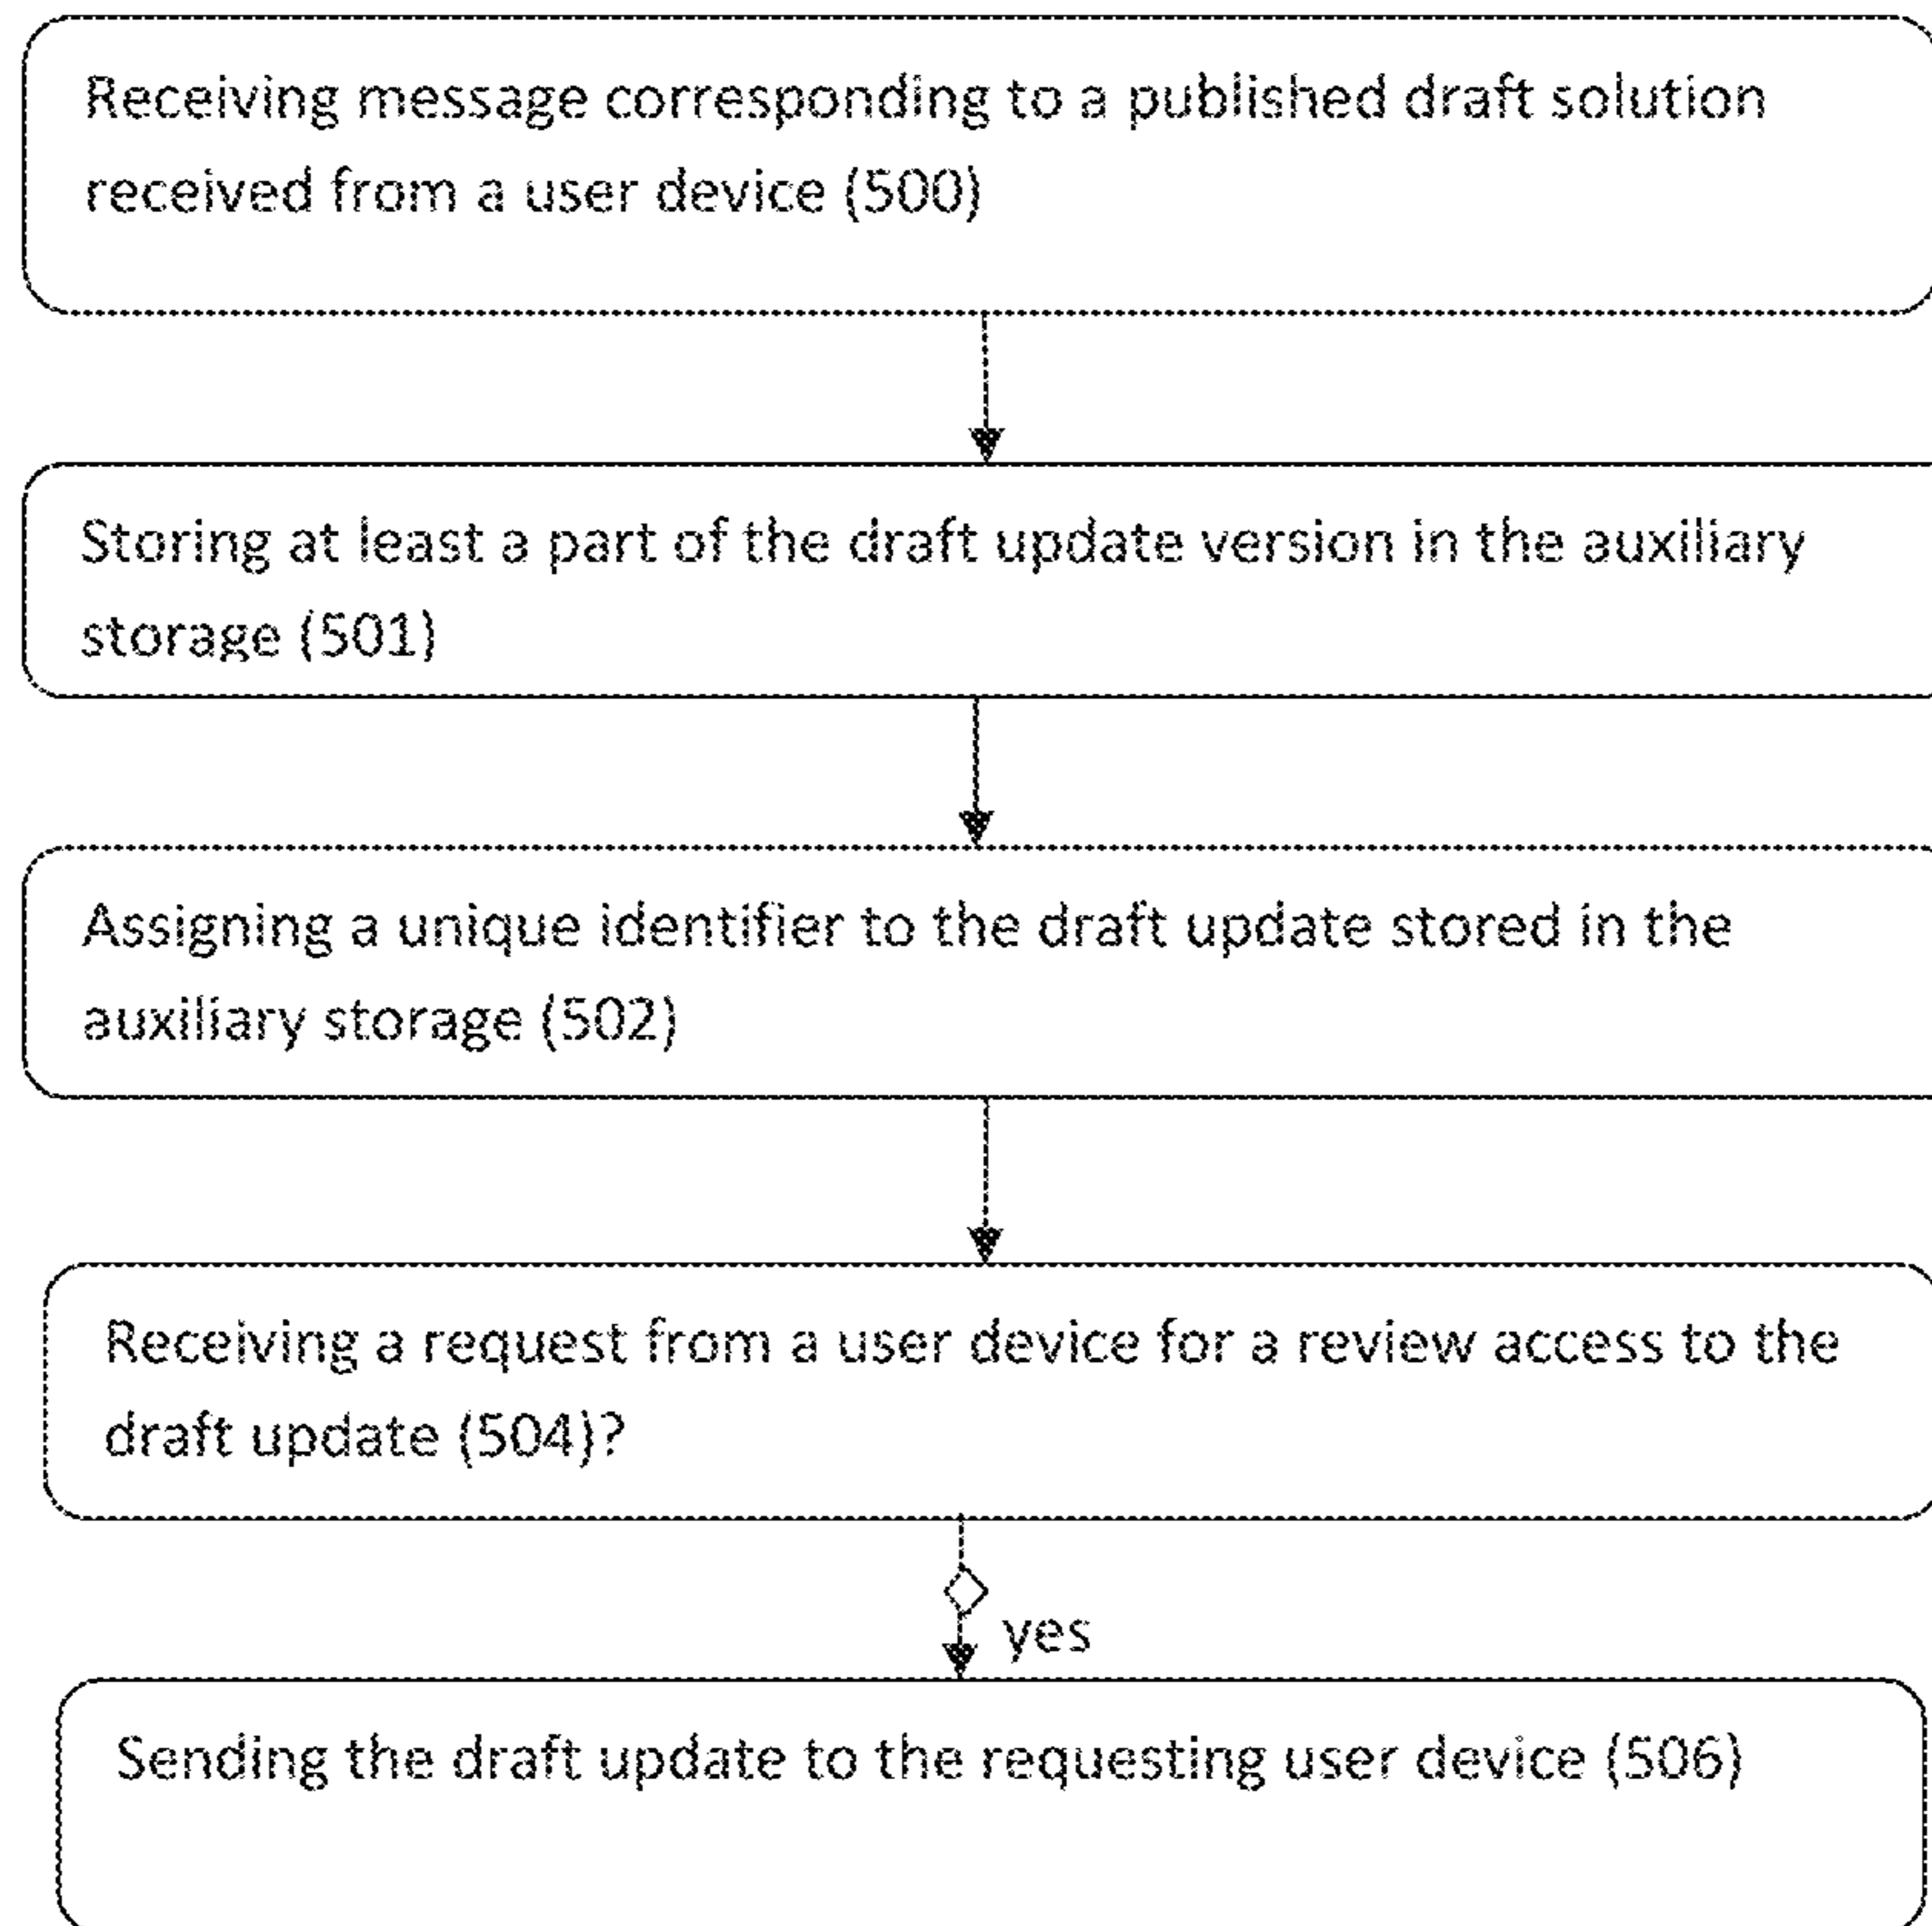 Receiving message corresponding to a published draft solution
received from a user device (500)
Storing at least a part of the draft update version in the auxiliary
storage (501)
Assigning a unique identifier to the draft update stored in the
auxiliary storage (502)
Receiving a request from a user device for a review access to the
draft update (504)?
yes
Sending the draft update to the requesting user device (506)